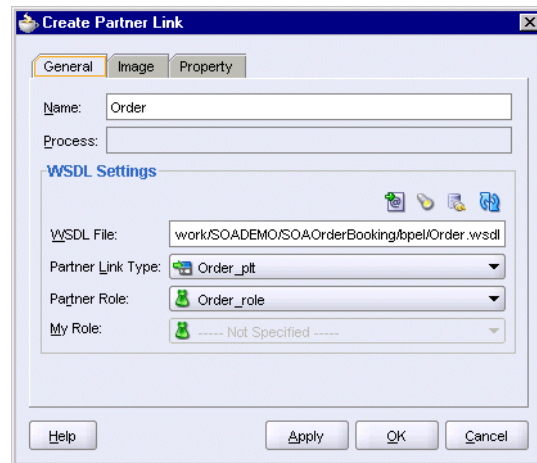 Create Partner Link
General Image Property
Name: Order
Process:
WSDL Settings
WSDL File: work/SOADEMO/SOAOrderBooking/bpel/Order.wsdl
Partner Link Type: Order_plt
Partner Role: Order_role
My Role: ----- Not Specified -----
Help Apply OK Cancel